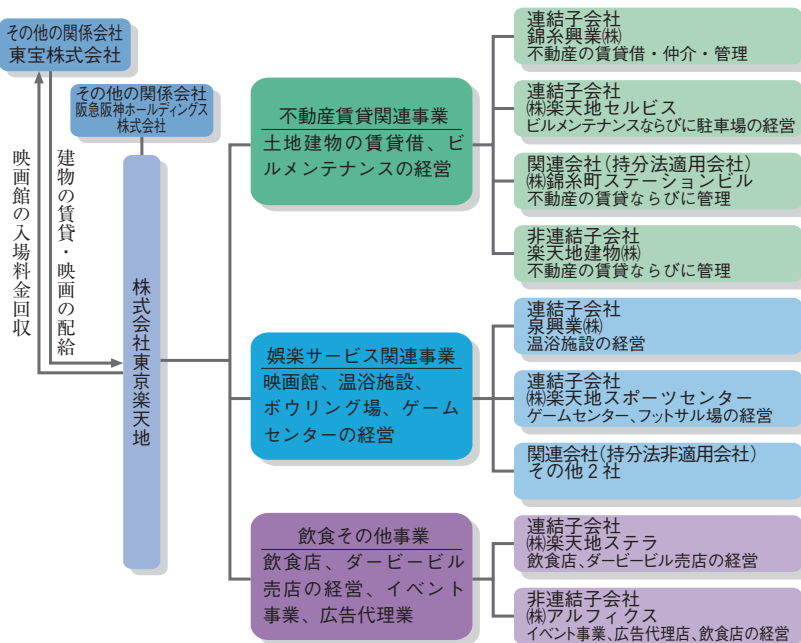 その他の関係会社
東宝株式会社
その他の関係会社
阪急阪神ホールディングス
株式会社
映画館の入場料金回収
建物の賃貸・映画の配給
株式会社東京楽天地
不動産賃貸関連事業
土地建物の賃貸借、ビ
ルメンテナンスの経営
連結子会社
錦糸興業㈱
不動産の賃貸借・仲介・管理
連結子会社
㈱楽天地セルビス
ビルメンテナンスならびに駐車場の経営
関連会社(持分法適用会社)
㈱錦糸町ステーションビル
不動産の賃貸ならびに管理
非連結子会社
楽天地建物㈱
不動産の賃貸ならびに管理
娯楽サービス関連事業
映画館、温浴施設、
ボウリング場、ゲーム
センターの経営
連結子会社
泉興業㈱
温浴施設の経営
連結子会社
㈱楽天地スポーツセンター
ゲームセンター、フットサル場の経営
関連会社(持分法非適用会社)
その他2社
飲食その他事業
飲食店、ダービービル
売店の経営、イベント
事業、広告代理業
連結子会社
㈱楽天地ステラ
飲食店、ダービービル売店の経営
非連結子会社
㈱アルフィクス
イベント事業、広告代理店、飲食店の経営